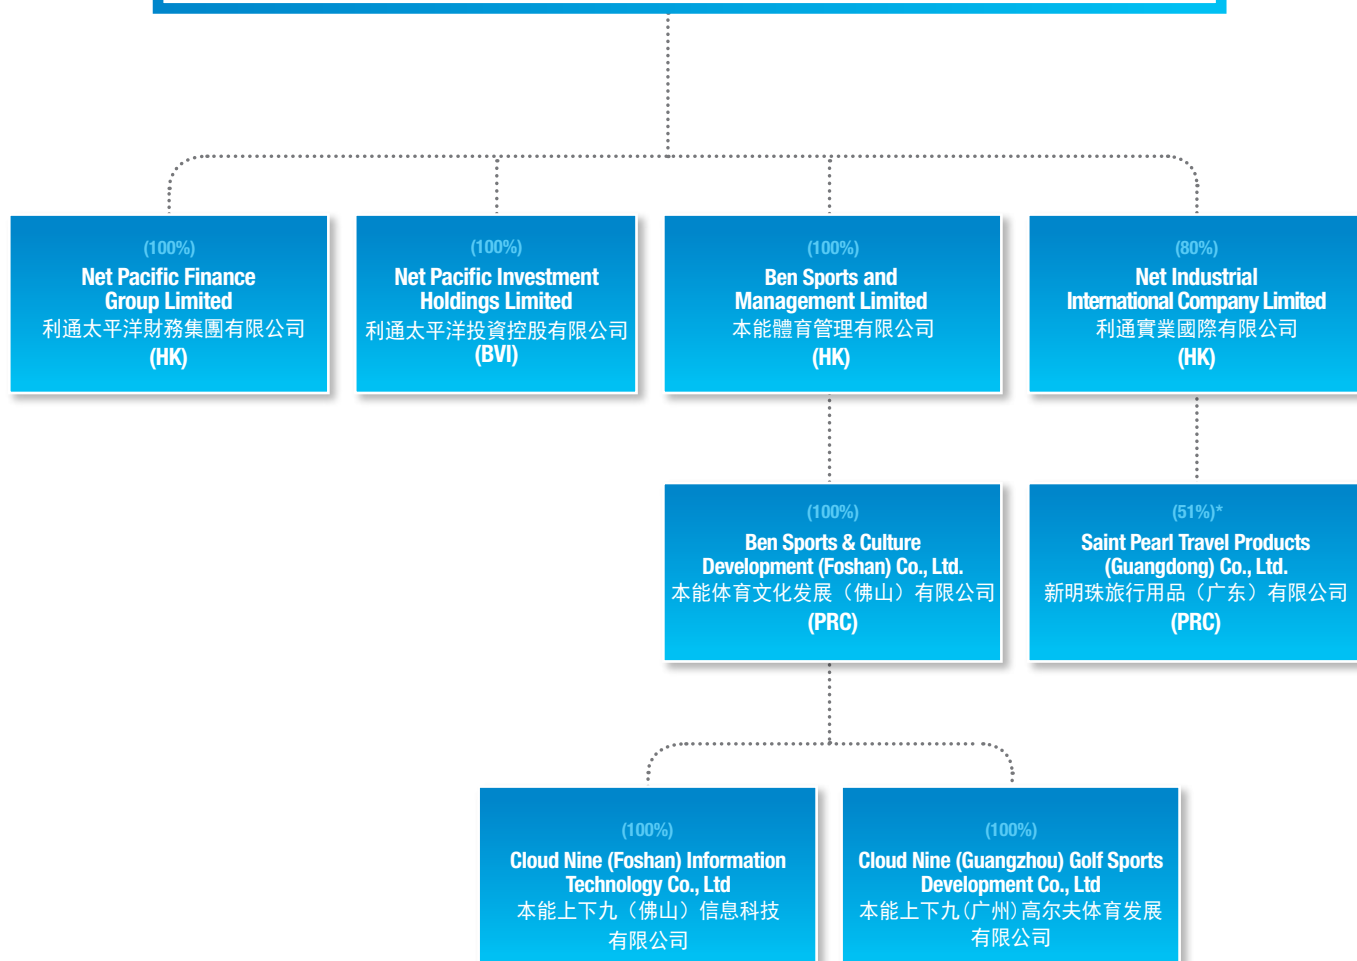 (100%)
Net Pacific Finance
Group Limited
利通太平洋財務集團有限公司
(HK)
(100%)
Net Pacific Investment
Holdings Limited
利通太平洋投資控股有限公司
(BVI)
(100%)
Ben Sports and
Management Limited
本能體育管理有限公司
(HK)
(80%)
Net Industrial
International Company Limited
利通實業國際有限公司
(HK)
(100%)
Ben Sports & Culture
Development (Foshan) Co., Ltd.
本能体育文化发展（佛山）有限公司
(PRC)
(51%)*
Saint Pearl Travel Products
(Guangdong) Co., Ltd.
新明珠旅行用品（广东）有限公司
(PRC)
(100%)
Cloud Nine (Foshan) Information
Technology Co., Ltd
本能上下九（佛山）信息科技
有限公司
(100%)
Cloud Nine (Guangzhou) Golf Sports
Development Co., Ltd
本能上下九(广州)高尔夫体育发展
有限公司